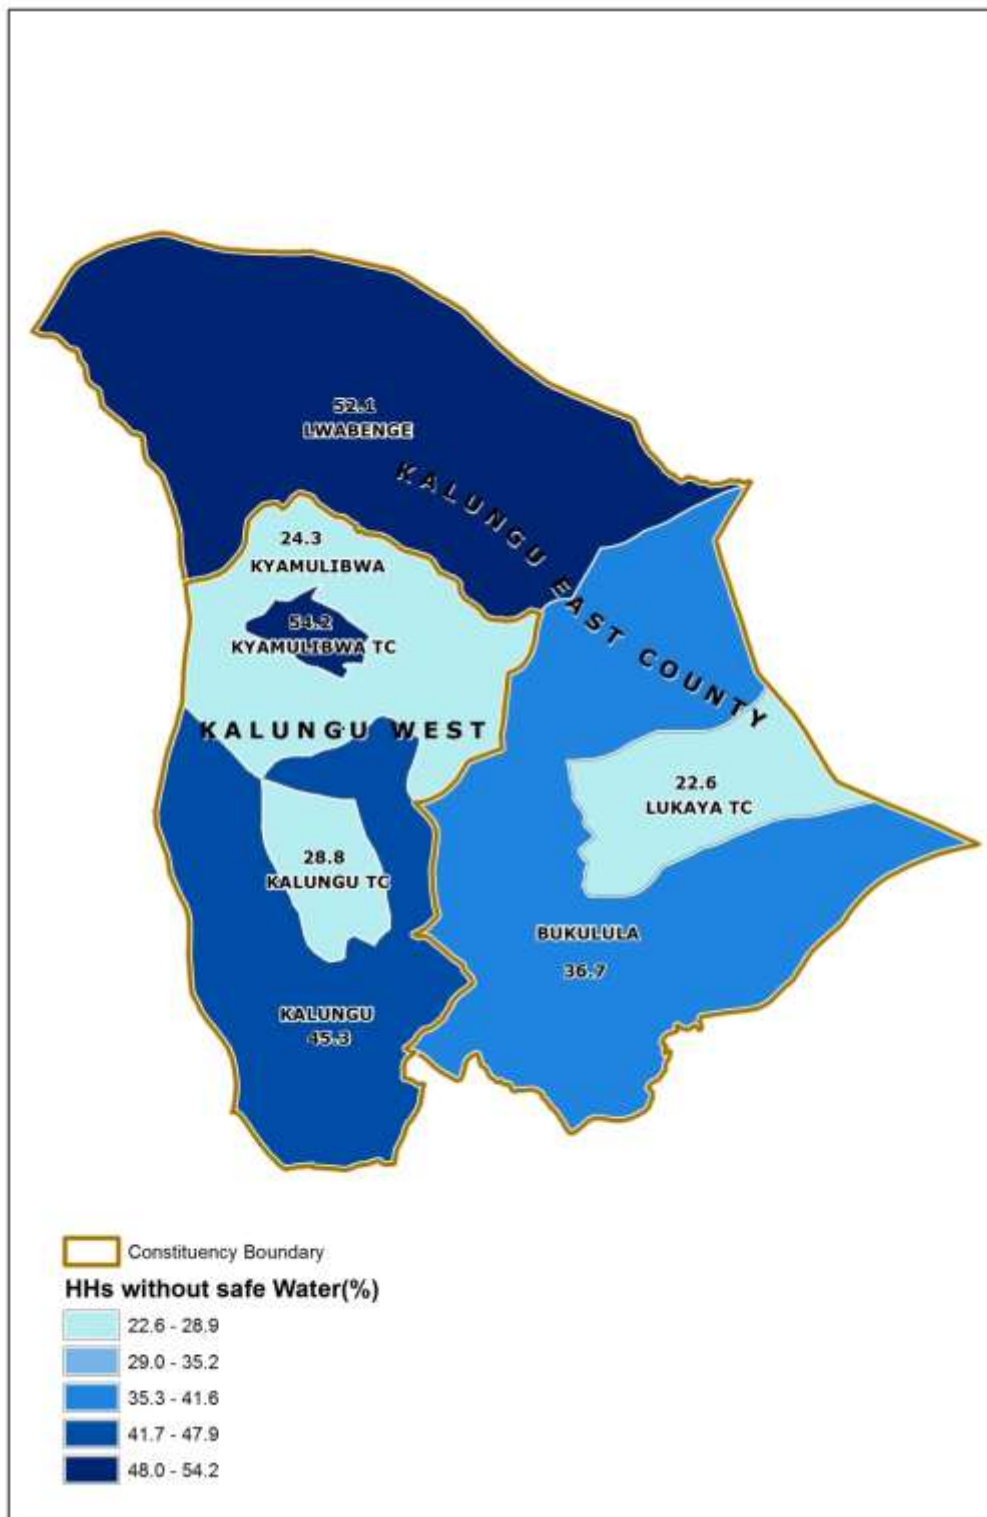 52.1
LWABENGE
KALUNGU EAST COUNTY
24.3
KYAMULIBWA
54.2
KYAMULIBWA TC
KALUNGU WEST
22.6
LUKAYA TC
28.8
KALUNGU TC
BUKULULA
36.7
KALUNGU
45.3
Constituency Boundary
HHs without safe Water(%)
22.6 - 28.9
29.0 - 35.2
35.3 - 41.6
41.7 - 47.9
48.0 - 54.2